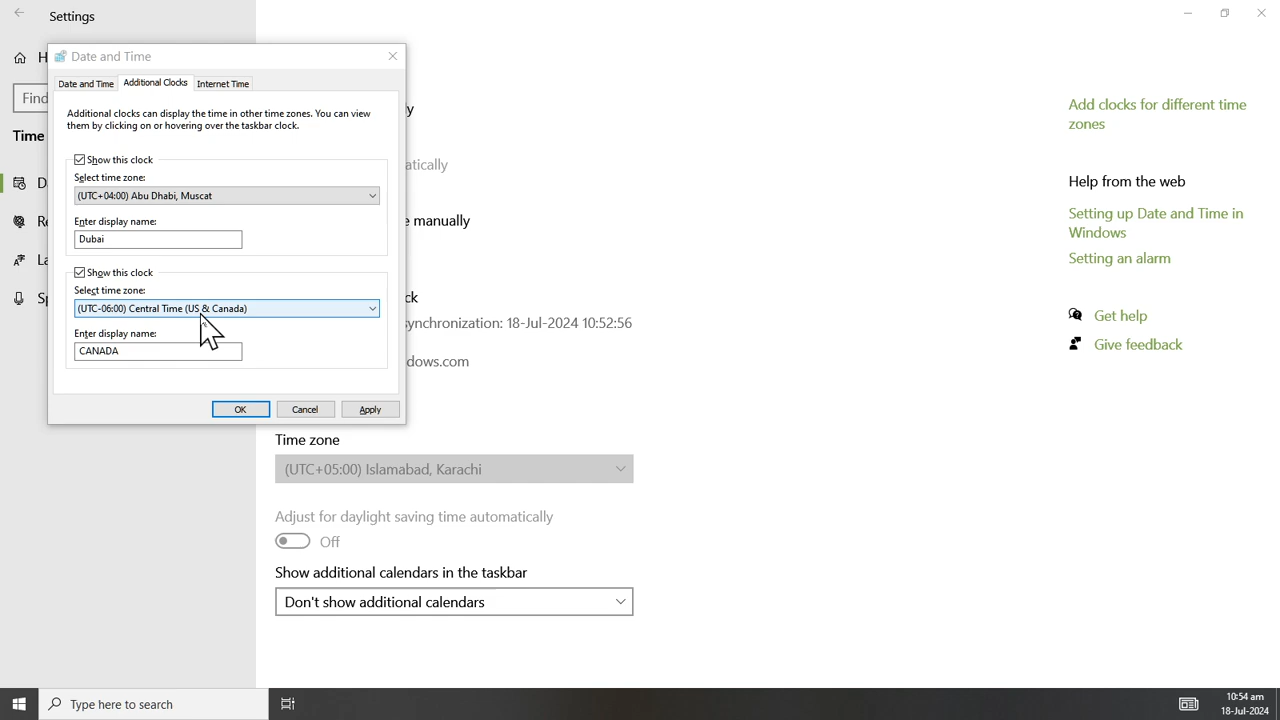 Settings
H
Find
Time
D
Re
La
Sp
Date and Time
Date and Time Additional Clocks Internet Time
Additional clocks can display the time in other time zones. You can view
them by clicking on or hovering over the taskbar clock.
Show this clock
Select time zone:
(UTC+04:00) Abu Dhabi, Muscat
Enter display name:
Dubai
Show this clock
Select time zone:
(UTC-06:00) Central Time (US & Canada)
Enter display name:
CANADA
OK Cancel Apply
y
atically
e manually
ck
ynchronization: 18-Jul-2024 10:52:56
dows.com
Time zone
(UTC+05:00) Islamabad, Karachi
Adjust for daylight saving time automatically
Off
Show additional calendars in the taskbar
Don't show additional calendars
Add clocks for different time
zones
Help from the web
Setting up Date and Time in
Windows
Setting an alarm
Get help
Give feedback
Type here to search
10:54 am
18-Jul-2024